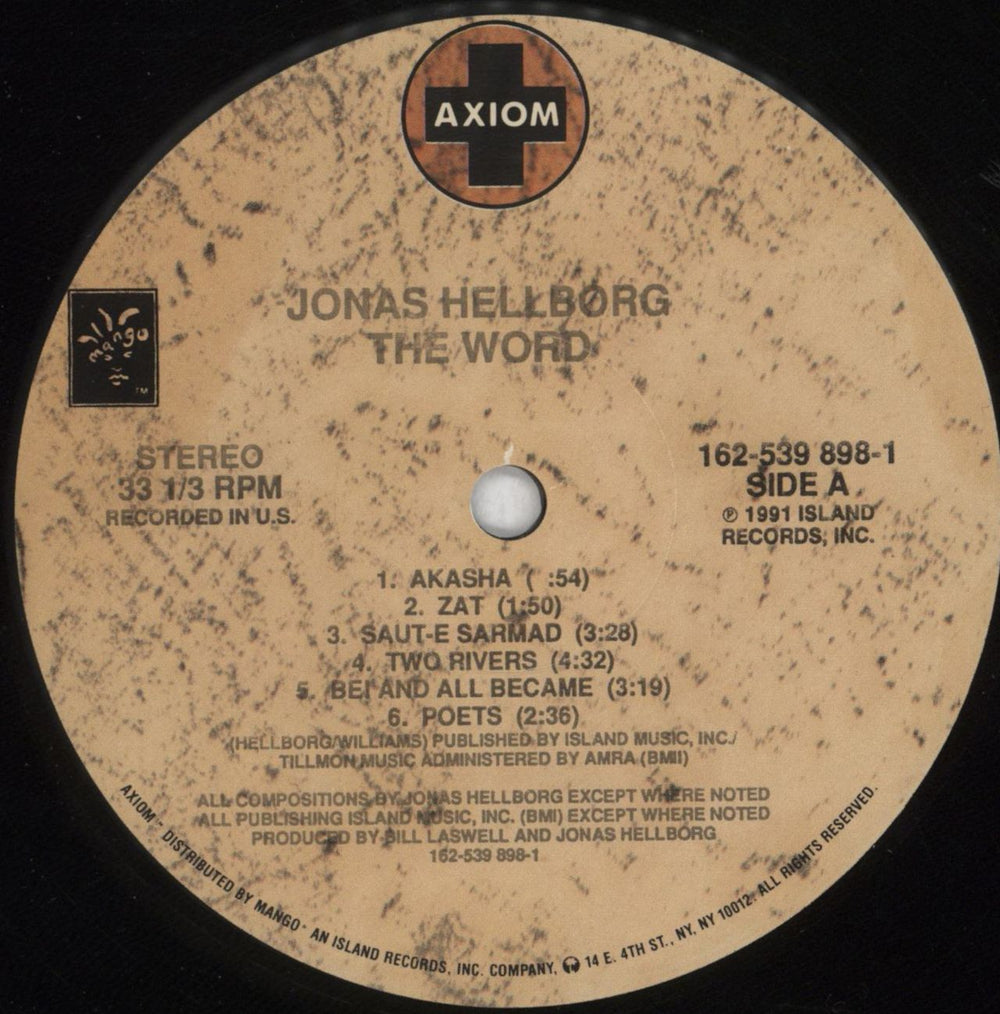 AXIOM
JONAS HELLBORG
THE WORD
mango
TM
STEREO
33 1/3 RPM
RECORDED IN U.S.
162-539 898-1
SIDE A
℗ 1991 ISLAND
RECORDS, INC.
1. AKASHA ( :54)
2. ZAT (1:50)
3. SAUT-E SARMAD (3:28)
4. TWO RIVERS (4:32)
5. BE! AND ALL BECAME (3:19)
6. POETS (2:36)
(HELLBORG/WILLIAMS) PUBLISHED BY ISLAND MUSIC, INC./
TILLMON MUSIC ADMINISTERED BY AMRA (BMII)
ALL COMPOSITIONS BY JONAS HELLBORG EXCEPT WHERE NOTED
ALL PUBLISHING ISLAND MUSIC, INC. (BMI) EXCEPT WHERE NOTED
PRODUCED BY BILL LASWELL AND JONAS HELLBORG
162-539 898-1
AXIOM™ DISTRIBUTED BY MANGO™ AN ISLAND RECORDS, INC. COMPANY, 14 E. 4TH ST., NY, NY 10012. ALL RIGHTS RESERVED.